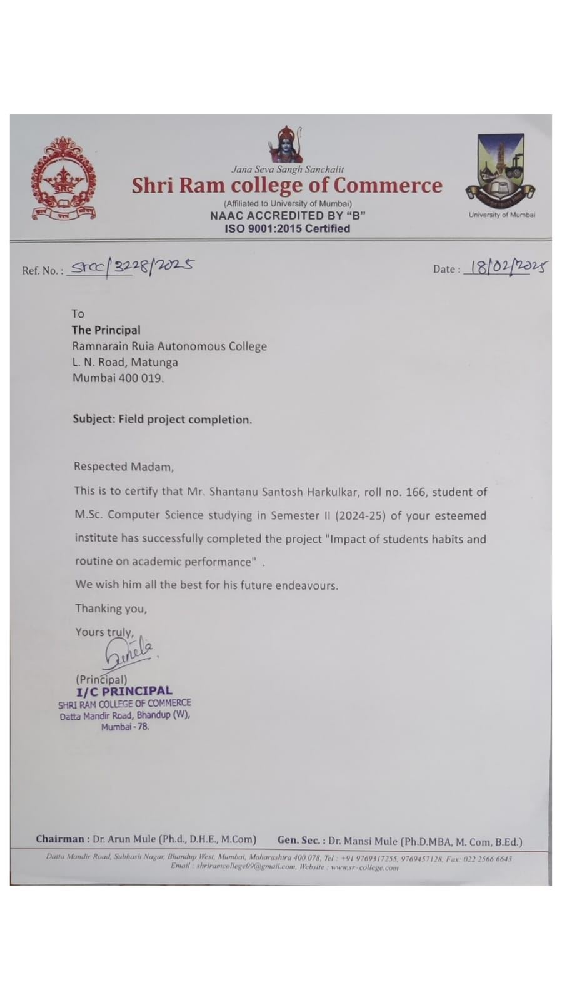 Jana Seva Sangh Sanchalit
Shri Ram college of Commerce
(Affiliated to University of Mumbai)
NAAC ACCREDITED BY “B”
ISO 9001:2015 Certified
SRC
ज्ञानं परमं ध्येयम्
University of Mumbai
Ref. No. : Srcc/3228/2025
Date : 18/02/2025
To
The Principal
Ramnarain Ruia Autonomous College
L. N. Road, Matunga
Mumbai 400 019.
Subject: Field project completion.
Respected Madam,
This is to certify that Mr. Shantanu Santosh Harkulkar, roll no. 166, student of
M.Sc. Computer Science studying in Semester II (2024-25) of your esteemed
institute has successfully completed the project "Impact of students habits and
routine on academic performance" .
We wish him all the best for his future endeavours.
Thanking you,
Yours truly,
(Principal)
I/C PRINCIPAL
SHRI RAM COLLEGE OF COMMERCE
Datta Mandir Road, Bhandup (W),
Mumbai - 78.
Chairman : Dr. Arun Mule (Ph.d., D.H.E., M.Com) Gen. Sec. : Dr. Mansi Mule (Ph.D.MBA, M. Com, B.Ed.)
Datta Mandir Road, Subhash Nagar, Bhandup West, Mumbai, Maharashtra 400 078, Tel : +91 9769317255, 9769457128, Fax: 022 2566 6643
Email : shriramcollege09@gmail.com, Website : www.sr-college.com